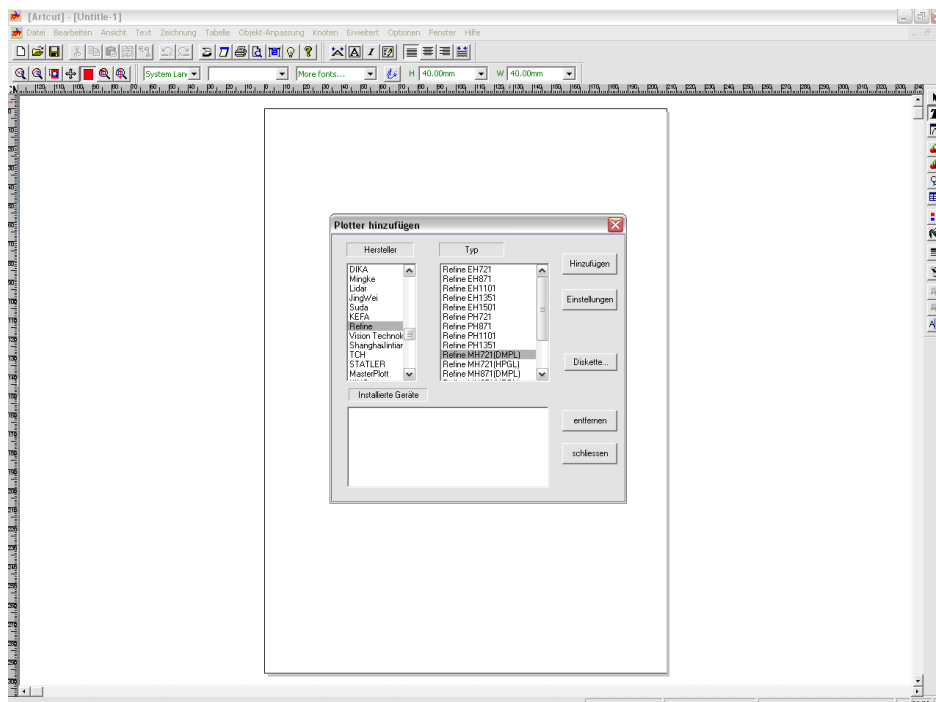 [Artcut] - [Untitle-1]
Datei Bearbeiten Ansicht Text Zeichnung Tabelle Objekt-Anpassung Knoten Erweitert Optionen Fenster Hilfe
System Lan More fonts... H 40.00mm W 40.00mm
Plotter hinzufügen
Hersteller Typ
Hinzufügen
Einstellungen
Diskette...
DIKA
Mingke
Lidar
JingWei
Suda
KEFA
Refine
Vision Technolo
ShanghaiJintian
TCH
STATLER
MasterPlott
Refine EH721
Refine EH871
Refine EH1101
Refine EH1351
Refine EH1501
Refine PH721
Refine PH871
Refine PH1101
Refine PH1351
Refine MH721(DMPL)
Refine MH721(HPGL)
Refine MH871(DMPL)
Installierte Geräte
entfernen
schliessen